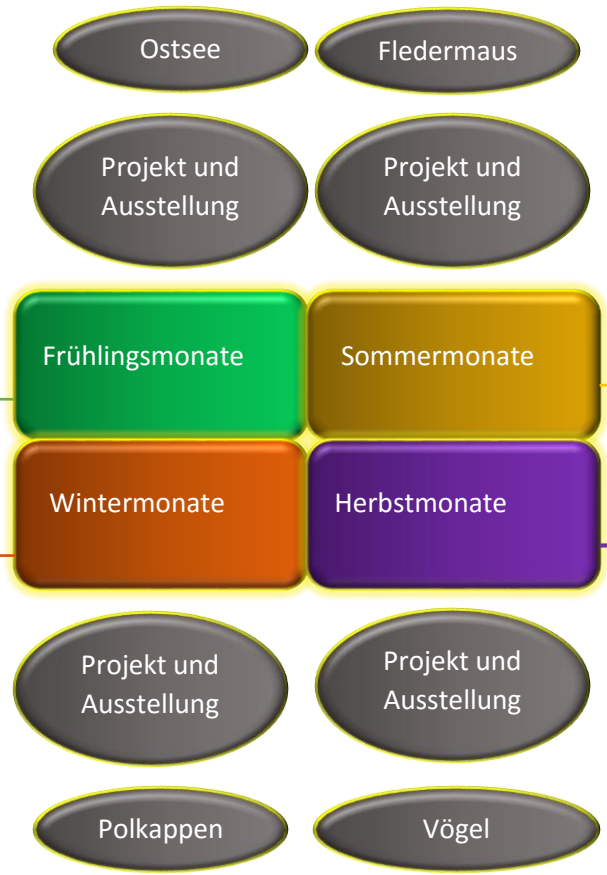 Ostsee
Fledermaus
Projekt und
Ausstellung
Projekt und
Ausstellung
Frühlingsmonate
Sommermonate
Wintermonate
Herbstmonate
Projekt und
Ausstellung
Projekt und
Ausstellung
Polkappen
Vögel